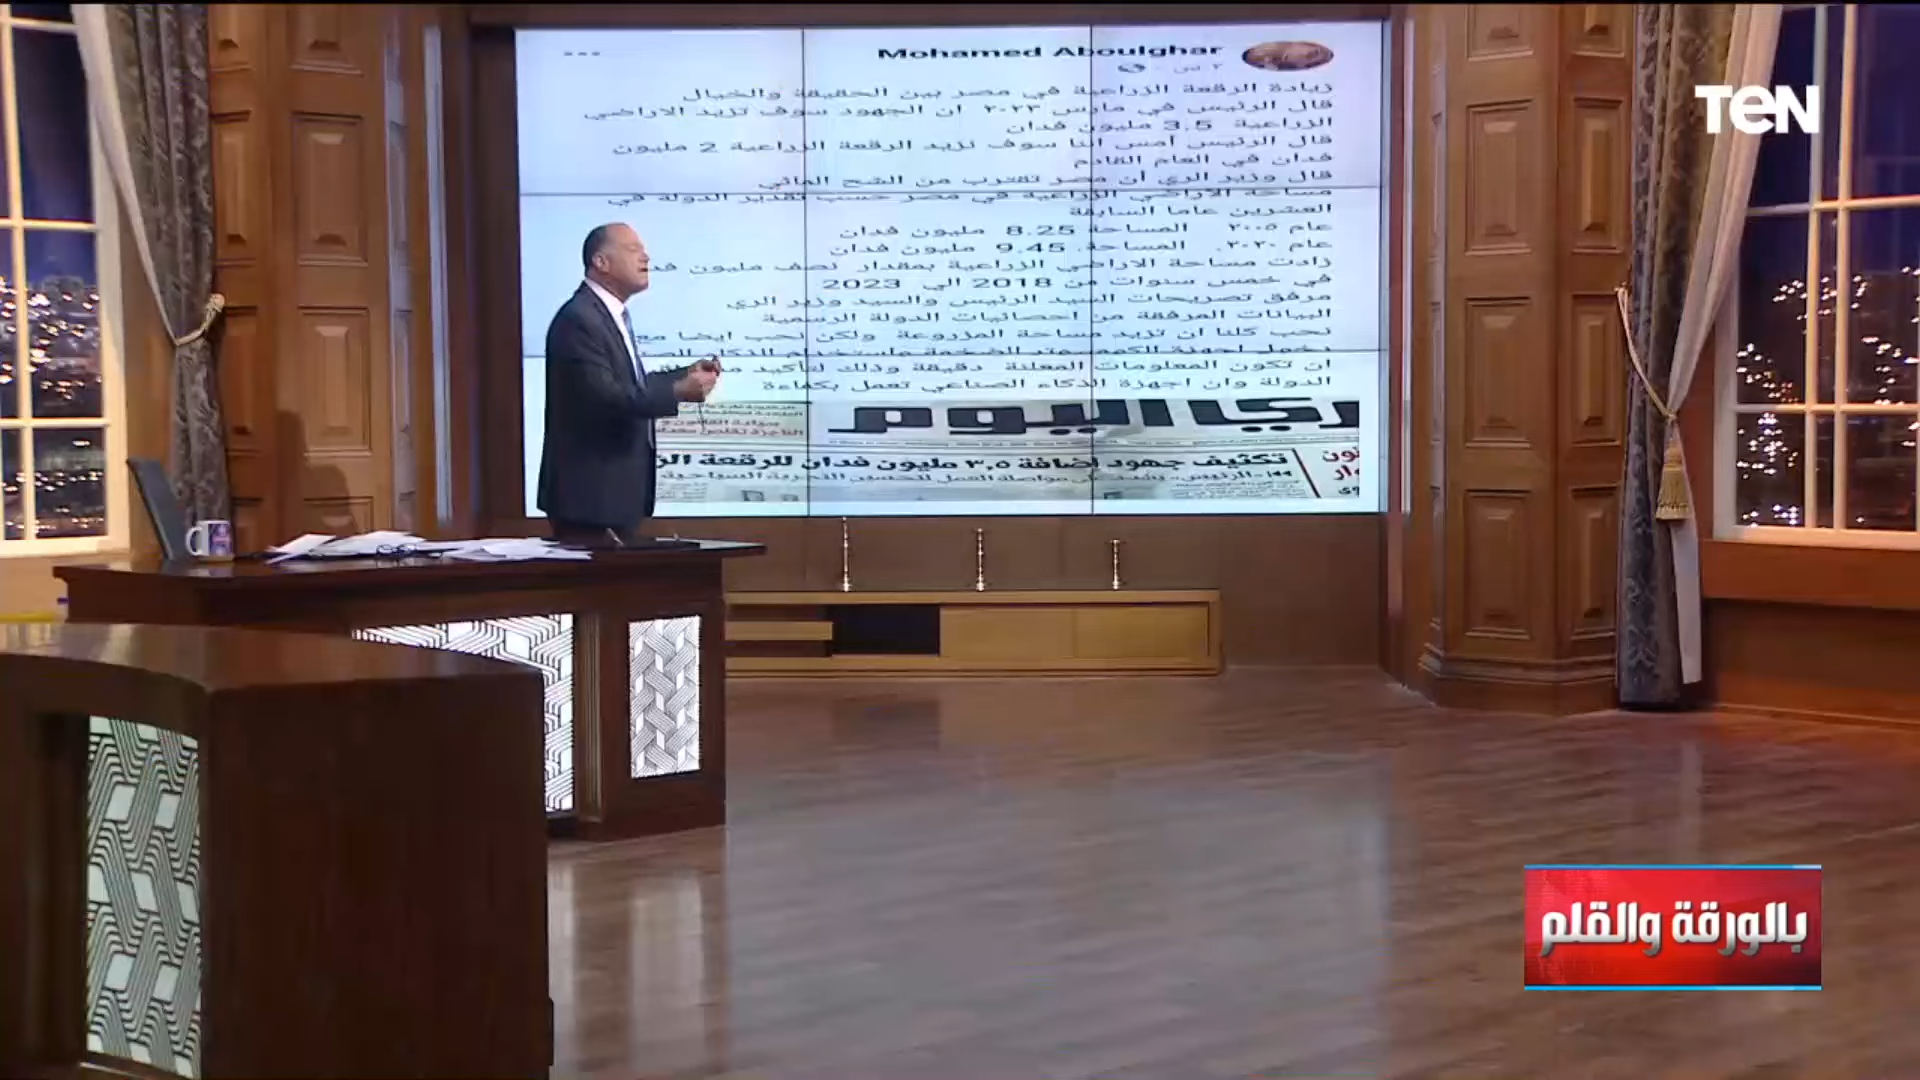 Mohamed Aboulghar
زيادة الرقعة الزراعية في مصر بين الحقيقة والخيال
قال الرئيس في مارس ٢٠٢٣ ان الجهود سوف تزيد الاراضي
الزراعية 3.5 مليون فدان
قال الرئيس أمس اننا سوف نزيد الرقعة الزراعية 2 مليون
فدان في العام القادم
قال وزير الري أن مصر تقترب من الشح المائي
مساحة الاراضي الزراعية في مصر حسب تقدير الدولة في
العشرين عاما السابقة
عام ٢٠٠٥ المساحة 8.25 مليون فدان
عام ٢٠٢٠. المساحة. 9.45 مليون فدان
زادت مساحة الاراضي الزراعية بمقدار نصف مليون
في خمس سنوات من 2018 الي 2023
مرفق تصريحات السيد الرئيس والسيد وزير الري
البيانات المرفقة من احصائيات الدولة الرسمية
نحب كلنا ان تزيد مساحة المزروعة ولكن نحب ايضا مع
ان تكون المعلومات المعلنة دقيقة وذلك لتأكيد
الدولة وان اجهزة الذكاء الصناعي تعمل بكفاءة
ري اليوم
تكثيف جهود إضافة ٣,٥ مليون فدان للرقعة
TeN
بالورقة والقلم